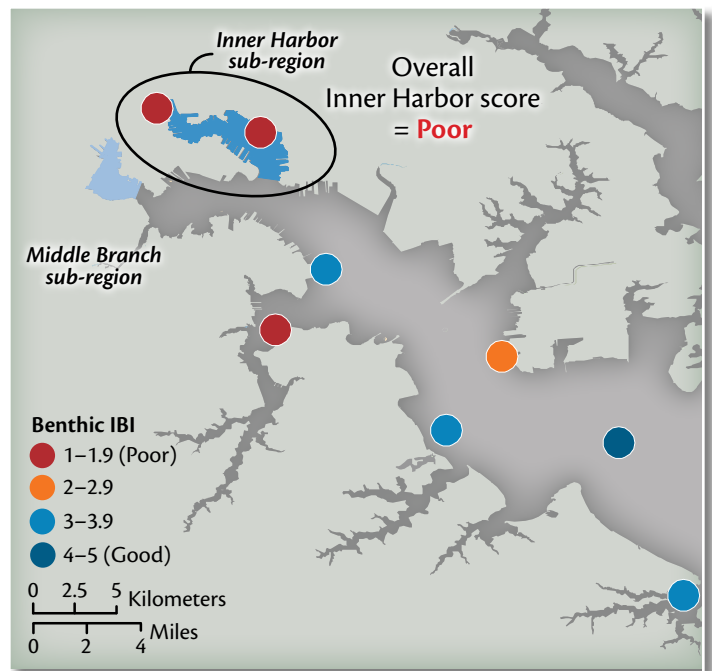 Inner Harbor
sub-region
Overall
Inner Harbor score
= Poor
Middle Branch
sub-region
Benthic IBI
1–1.9 (Poor)
2–2.9
3–3.9
4–5 (Good)
0 2.5 5 Kilometers
0 2 4 Miles